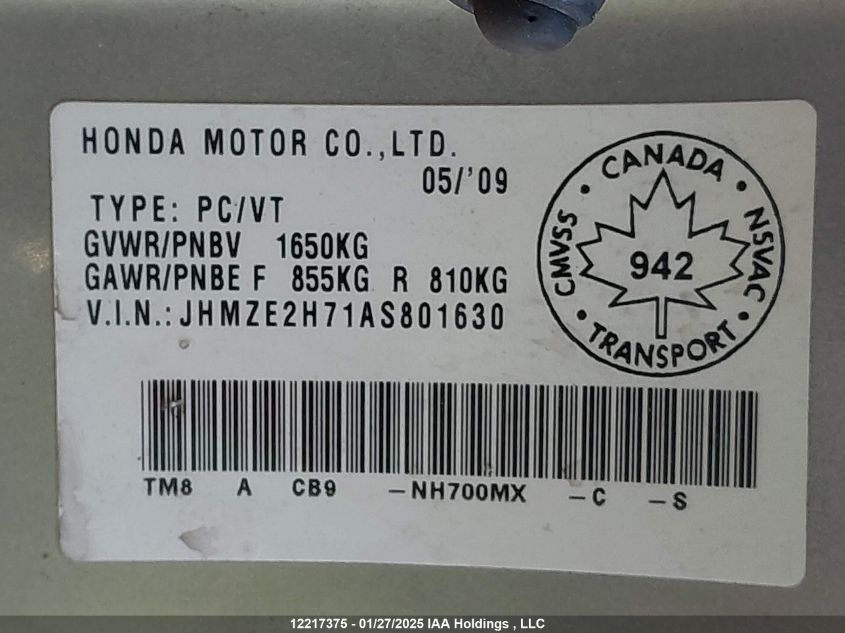 HONDA MOTOR CO.,LTD.
05/'09
TYPE: PC/VT
GVWR/PNBV 1650KG
GAWR/PNBE F 855KG R 810KG
V.I.N.: JHMZE2H71AS801630
CANADA
CMVSS
942
NSVAC
TRANSPORT
TM8 A CB9 -NH700MX -C -S
12217375 - 01/27/2025 IAA Holdings , LLC